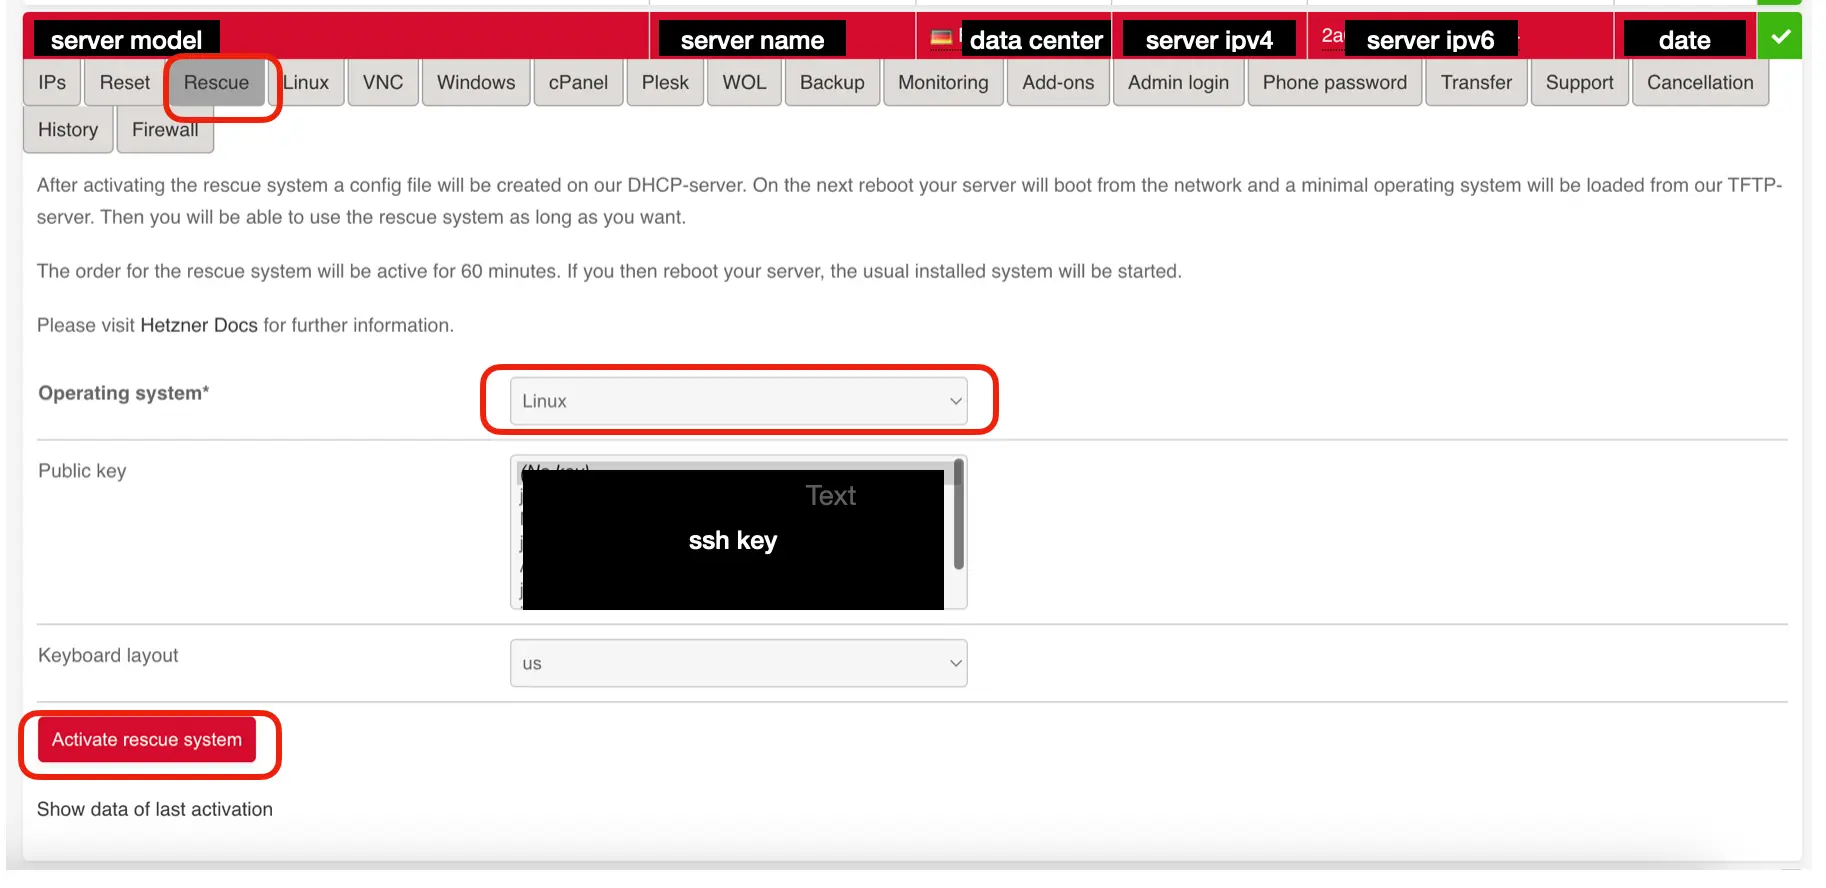 server model server name data center server ipv4 2a server ipv6 date
IPs Reset Rescue Linux VNC Windows cPanel Plesk WOL Backup Monitoring Add-ons Admin login Phone password Transfer Support Cancellation
History Firewall
After activating the rescue system a config file will be created on our DHCP-server. On the next reboot your server will boot from the network and a minimal operating system will be loaded from our TFTP-
server. Then you will be able to use the rescue system as long as you want.
The order for the rescue system will be active for 60 minutes. If you then reboot your server, the usual installed system will be started.
Please visit Hetzner Docs for further information.
Operating system* Linux
Public key
Text
ssh key
Keyboard layout us
Activate rescue system
Show data of last activation